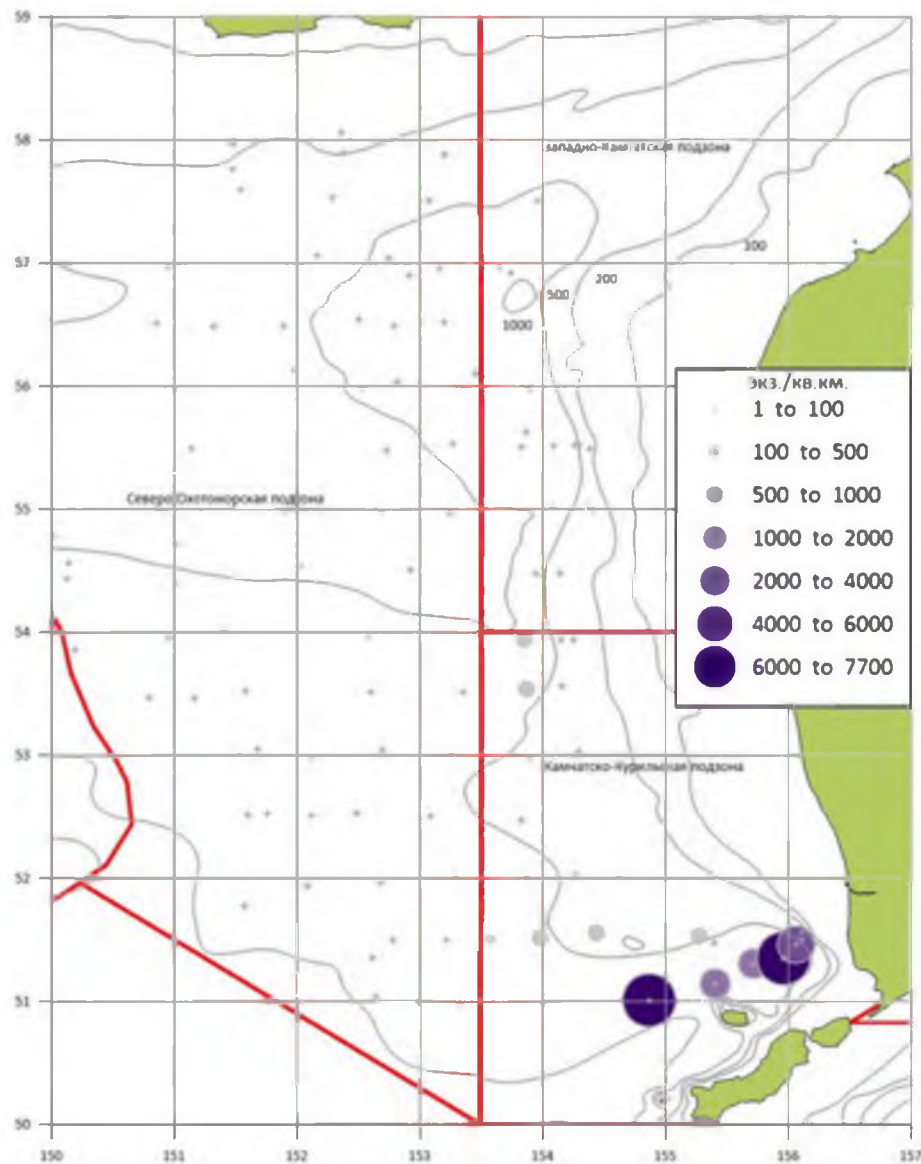 59
58
57
56
55
54
53
52
51
50
150
151
152
153
154
155
156
157
подзона
300
200
500
1000
экз./кв.км.
1 to 100
100 to 500
500 to 1000
1000 to 2000
2000 to 4000
4000 to 6000
6000 to 7700
Северо-Охотоморская подзона
Камчатско-Курильская подзона